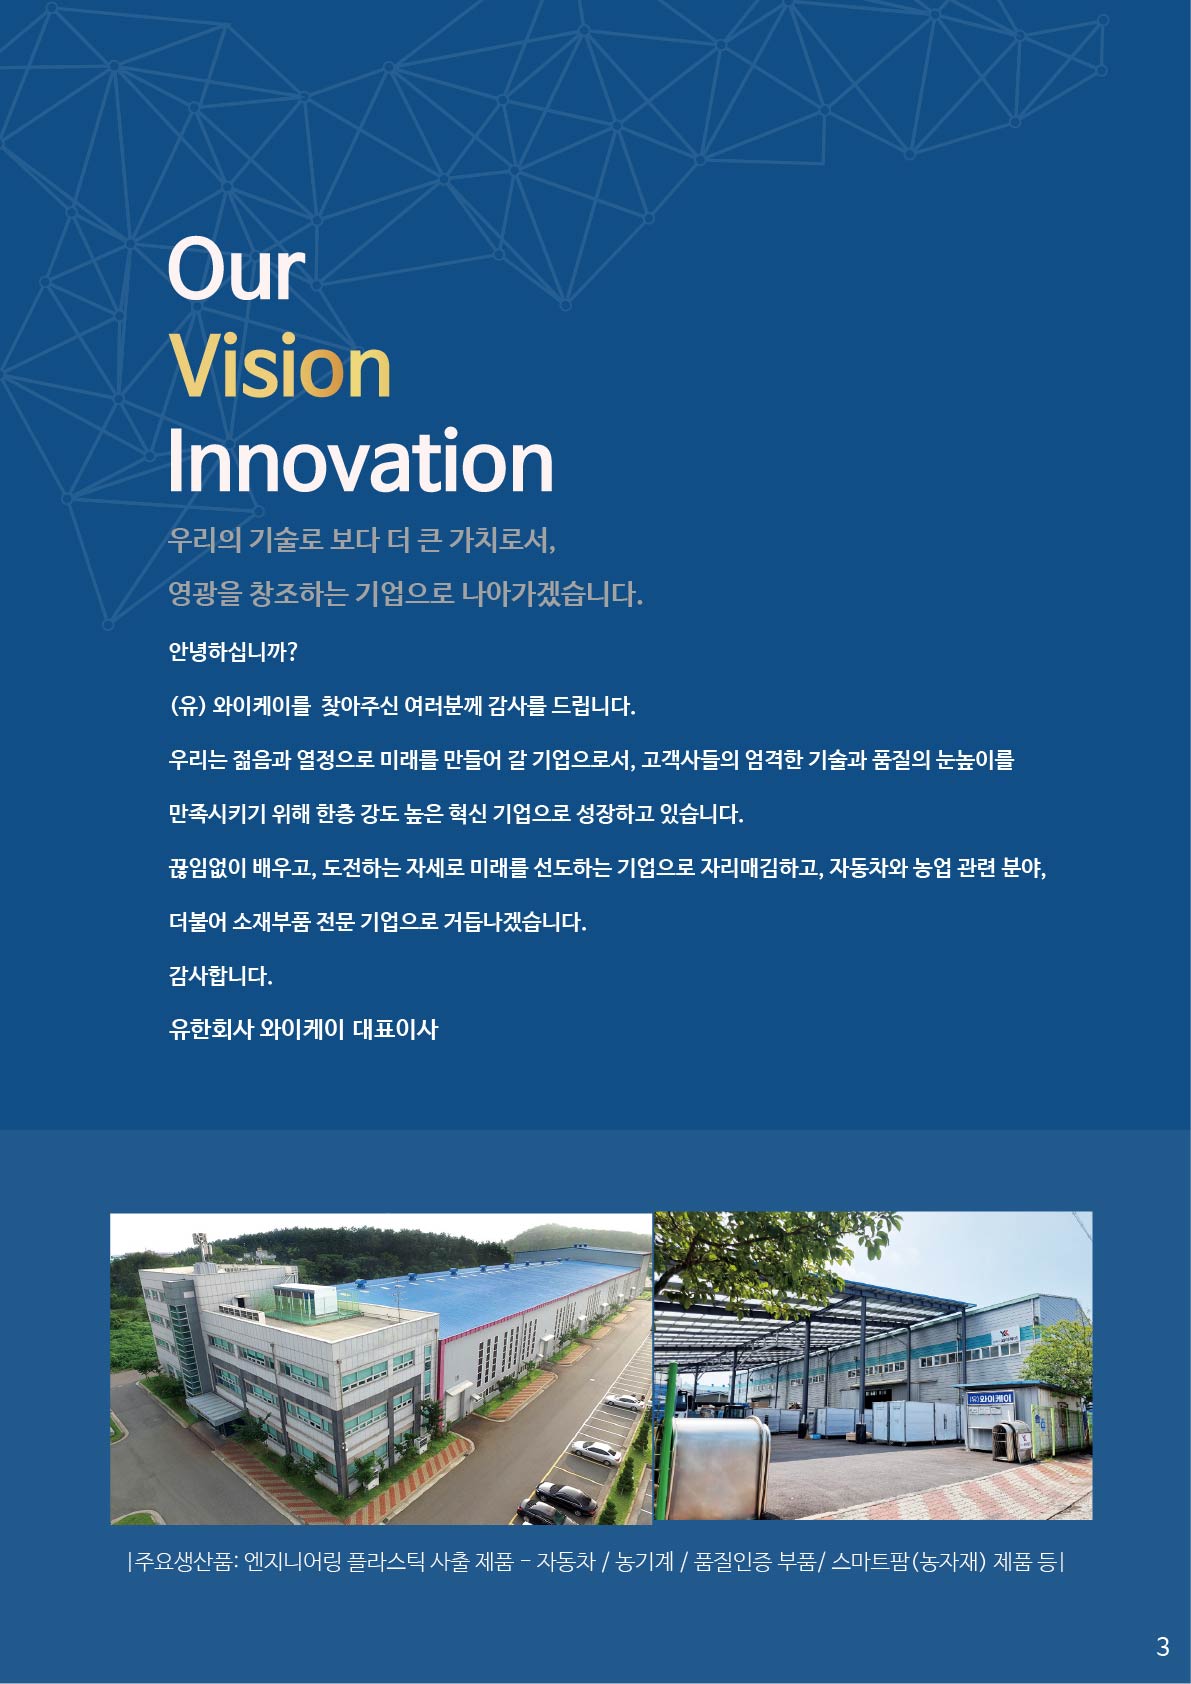 Our
Vision
Innovation
우리의 기술로 보다 더 큰 가치로서,
영광을 창조하는 기업으로 나아가겠습니다.
안녕하십니까?
(유) 와이케이를 찾아주신 여러분께 감사를 드립니다.
우리는 젊음과 열정으로 미래를 만들어 갈 기업으로서, 고객사들의 엄격한 기술과 품질의 눈높이를
만족시키기 위해 한층 강도 높은 혁신 기업으로 성장하고 있습니다.
끊임없이 배우고, 도전하는 자세로 미래를 선도하는 기업으로 자리매김하고, 자동차와 농업 관련 분야,
더불어 소재부품 전문 기업으로 거듭나겠습니다.
감사합니다.
유한회사 와이케이 대표이사
YK
(유)와이케이
|주요생산품: 엔지니어링 플라스틱 사출 제품 - 자동차 / 농기계 / 품질인증 부품/ 스마트팜(농자재) 제품 등|
3